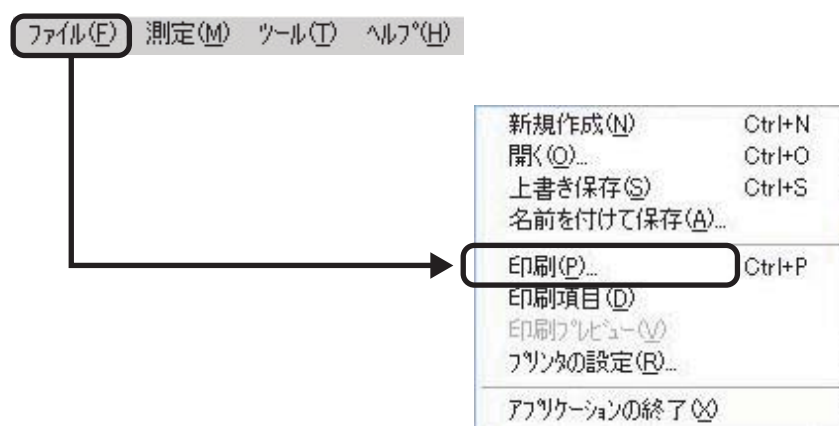 ファイル(F) 測定(M) ツール(T) ヘルプ(H)
新規作成(N) Ctrl+N
開く(O)...
Ctrl+O
上書き保存(S) Ctrl+S
名前を付けて保存(A)...
印刷(P)... Ctrl+P
印刷項目(D)
印刷プレビュー(V)
プリンタの設定(R)...
アプリケーションの終了(X)